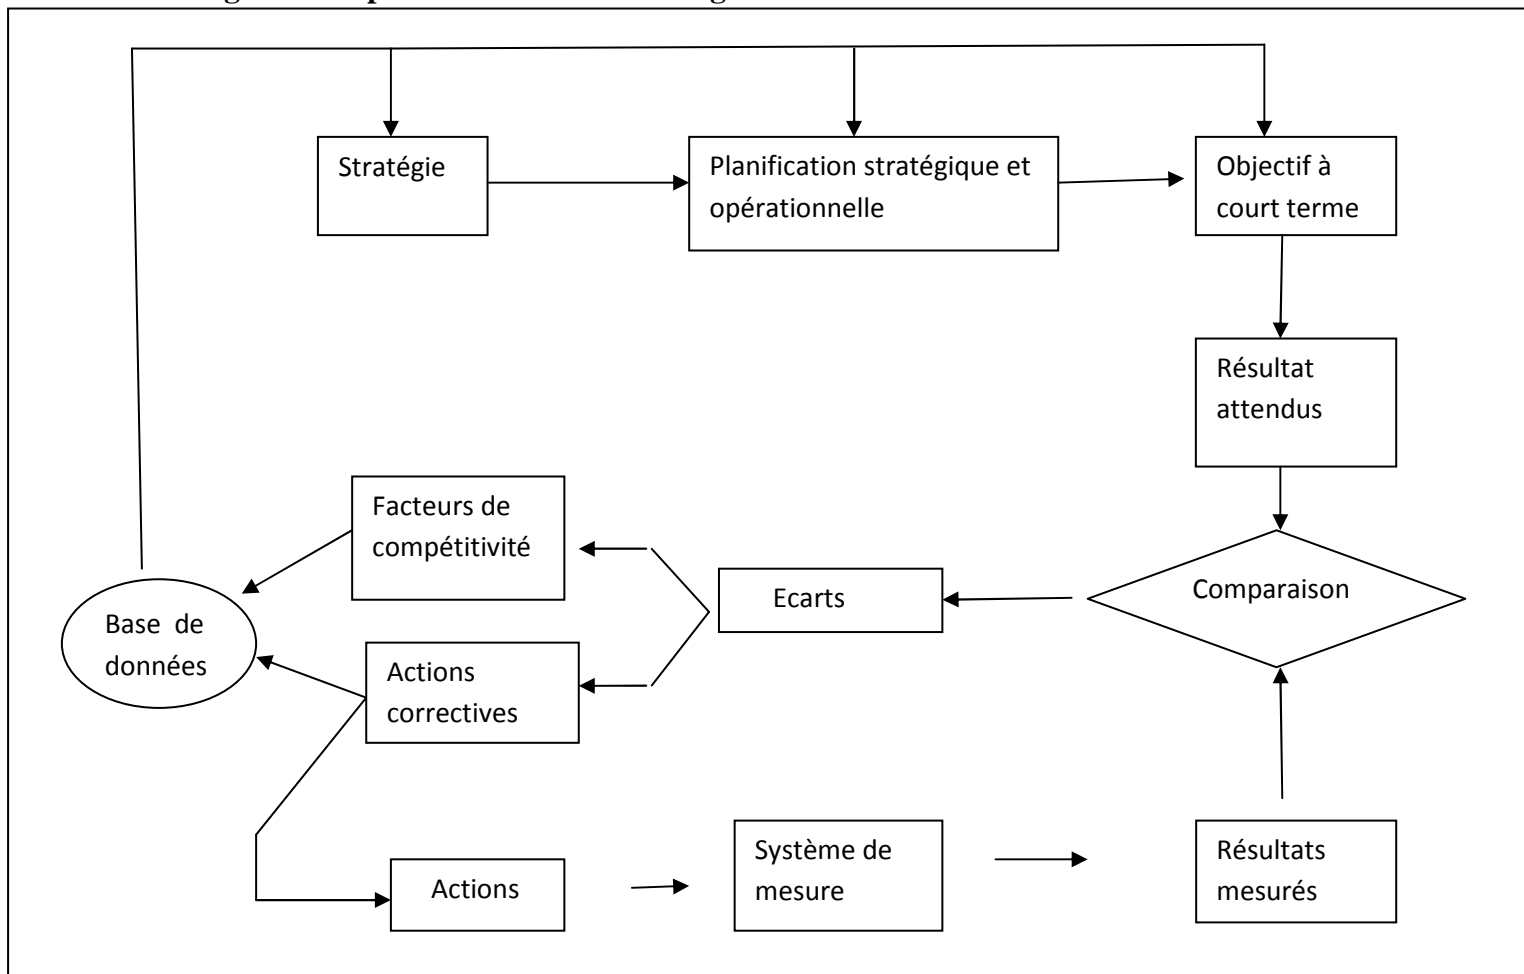 Stratégie
Planification stratégique et
opérationnelle
Objectif à
court terme
Résultat
attendus
Facteurs de
compétitivité
Ecarts
Comparaison
Base de
données
Actions
correctives
Système de
mesure
Résultats
mesurés
Actions